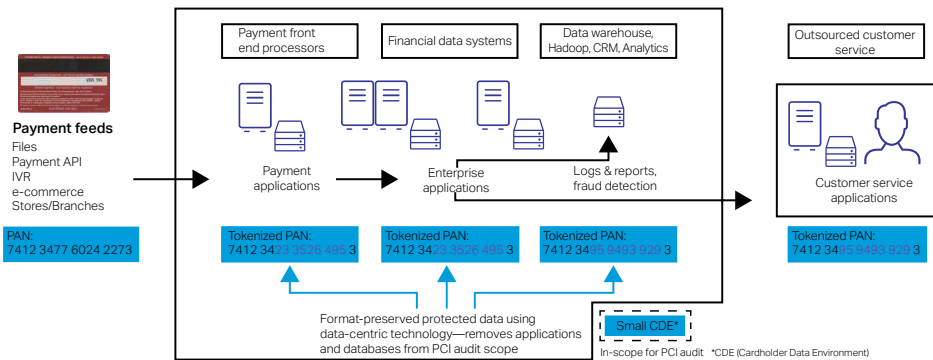 Payment front
end processors
Financial data systems
Data warehouse,
Hadoop, CRM, Analytics
Outsourced customer
service
Payment feeds
Files
Payment API
IVR
e-commerce
Stores/Branches
Payment
applications
Enterprise
applications
Logs & reports,
fraud detection
Customer service
applications
PAN:
7412 3477 6024 2273
Tokenized PAN:
7412 3423 3526 495 3
Tokenized PAN:
7412 3423 3526 495 3
Tokenized PAN:
7412 3495 9493 929 3
Tokenized PAN:
7412 3495 9493 929 3
Format-preserved protected data using
data-centric technology—removes applications
and databases from PCI audit scope
Small CDE*
In-scope for PCI audit *CDE (Cardholder Data Environment)